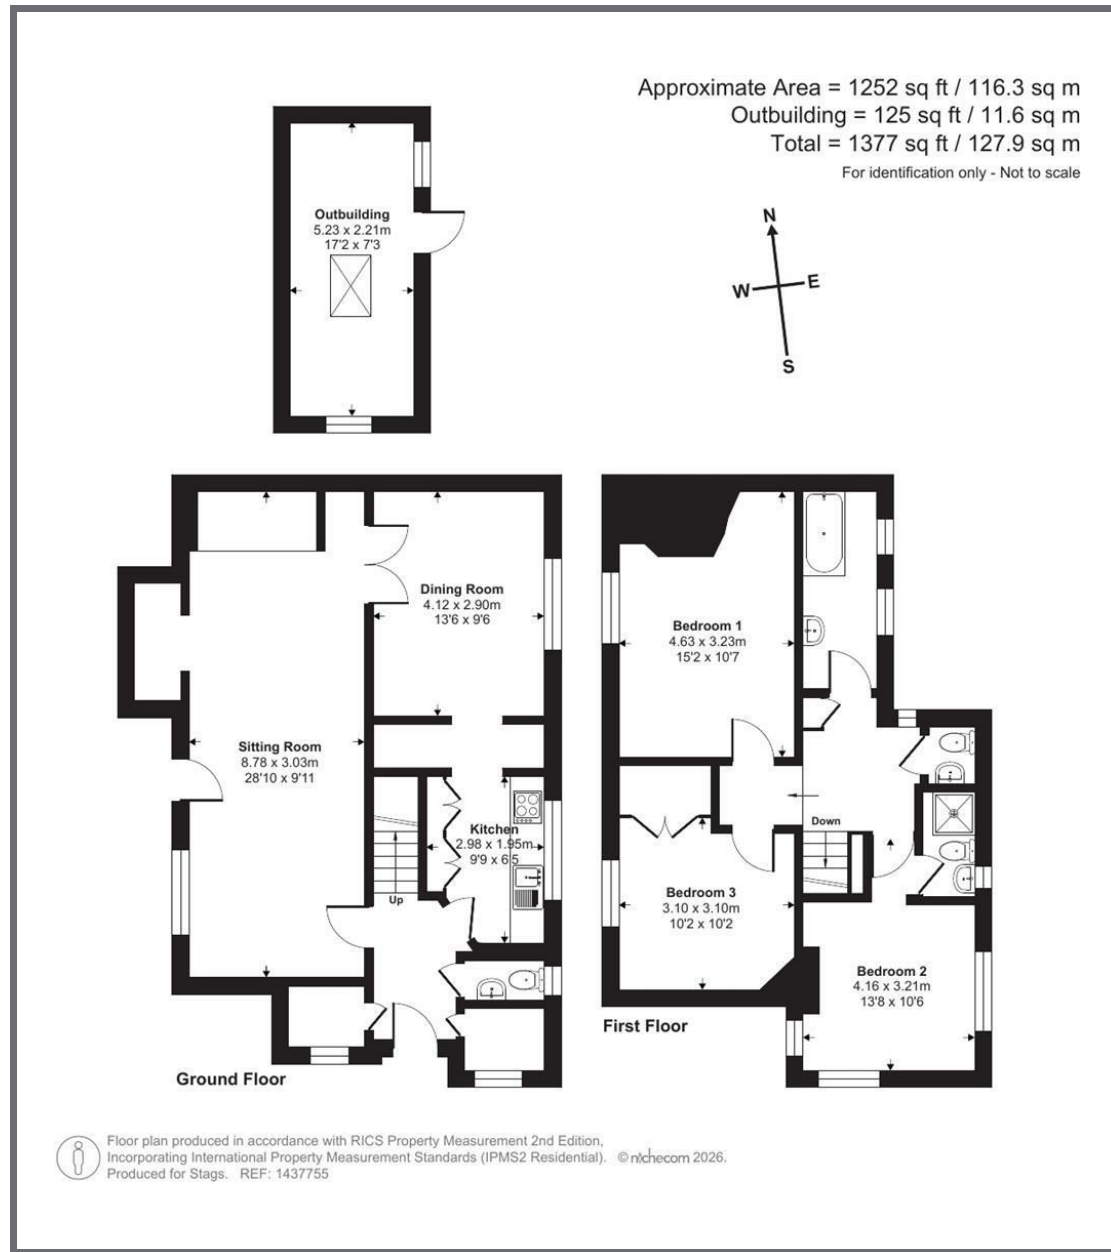 Approximate Area = 1252 sq ft / 116.3 sq m
Outbuilding = 125 sq ft / 11.6 sq m
Total = 1377 sq ft / 127.9 sq m
For identification only - Not to scale
N
W
E
S
Outbuilding
5.23 x 2.21m
17'2 x 7'3
Dining Room
4.12 x 2.90m
13'6 x 9'6
Sitting Room
8.78 x 3.03m
28'10 x 9'11
Kitchen
2.98 x 1.95m
9'9 x 6'5
Up
Ground Floor
Bedroom 1
4.63 x 3.23m
15'2 x 10'7
Down
Bedroom 3
3.10 x 3.10m
10'2 x 10'2
Bedroom 2
4.16 x 3.21m
13'8 x 10'6
First Floor
Floor plan produced in accordance with RICS Property Measurement 2nd Edition,
Incorporating International Property Measurement Standards (IPMS2 Residential). © nichecom 2026.
Produced for Stags. REF: 1437755